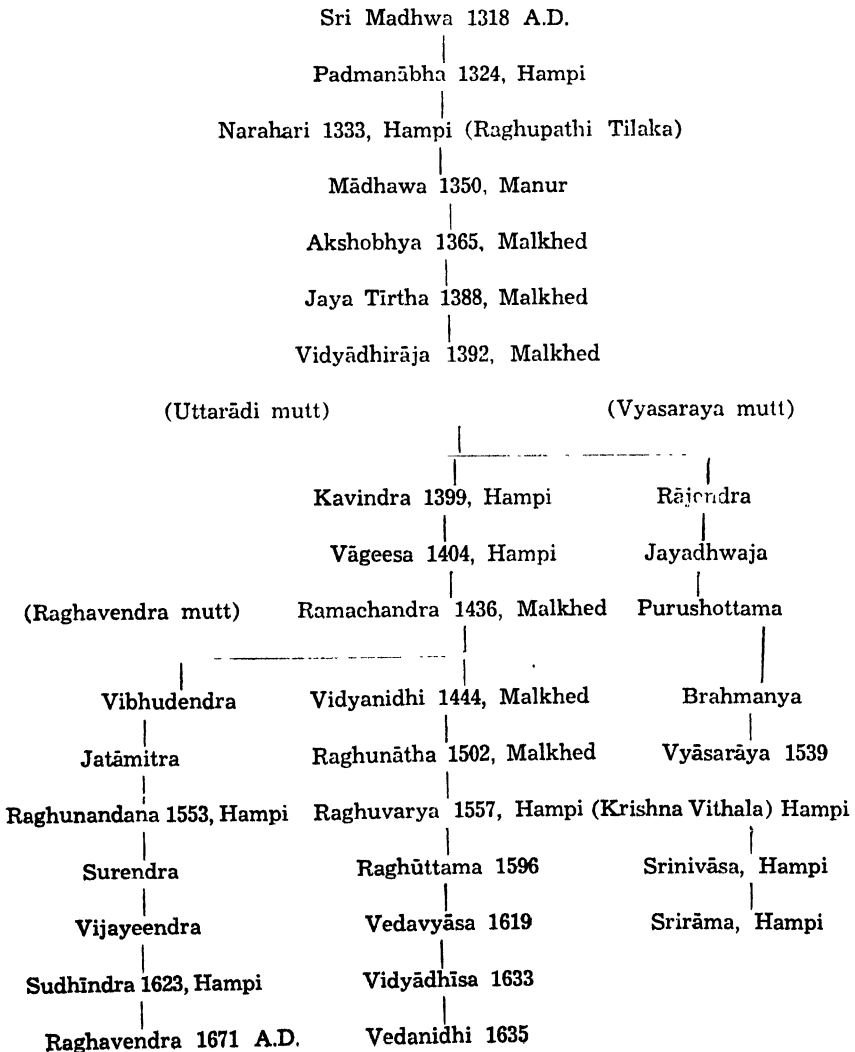 Sri Madhwa 1318 A.D.
Padmanābha 1324, Hampi
Narahari 1333, Hampi (Raghupathi Tilaka)
Mādhawa 1350, Manur
Akshobhya 1365, Malkhed
Jaya Tīrtha 1388, Malkhed
Vidyādhirāja 1392, Malkhed
(Uttarādi mutt) (Vyasaraya mutt)
Kavindra 1399, Hampi Rājendra
Vāgeesa 1404, Hampi Jayadhwaja
(Raghavendra mutt) Ramachandra 1436, Malkhed Purushottama
Vibhudendra Vidyanidhi 1444, Malkhed Brahmanya
Jatāmitra Raghunātha 1502, Malkhed Vyāsarāya 1539
Raghunandana 1553, Hampi Raghuvarya 1557, Hampi (Krishna Vithala) Hampi
Surendra Raghūttama 1596 Srinivāsa, Hampi
Vijayeendra Vedavyāsa 1619 Srirāma, Hampi
Sudhīndra 1623, Hampi Vidyādhīsa 1633
Raghavendra 1671 A.D. Vedanidhi 1635